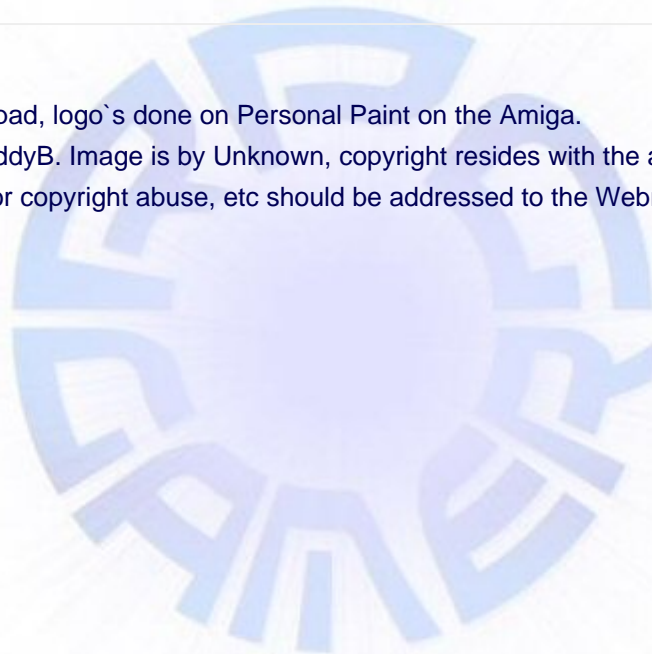 oad, logo`s done on Personal Paint on the Amiga.
ddyB. Image is by Unknown, copyright resides with the a
or copyright abuse, etc should be addressed to the Web